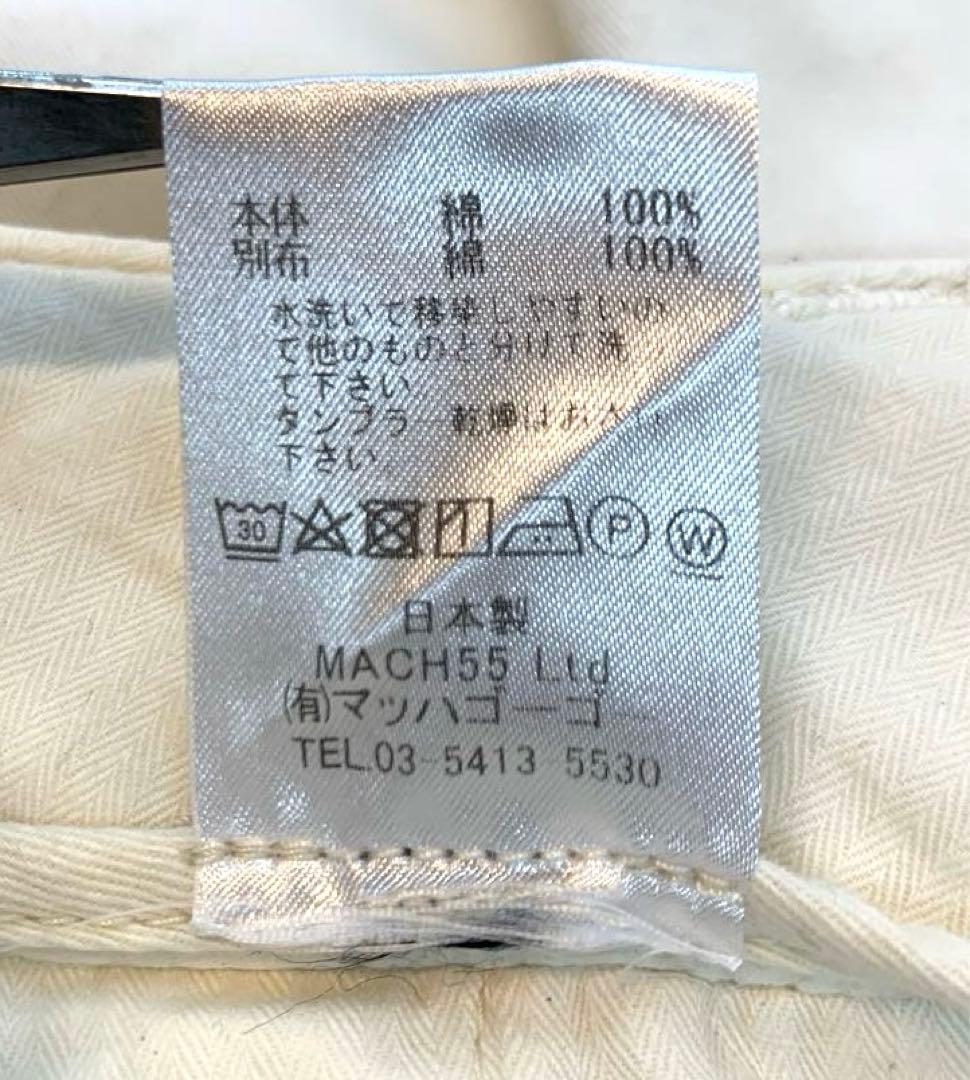 本体 綿 100%
別布 綿 100%
水洗いで移染しやすいの
で他のものと分けて洗
て下さい
タンブラ 乾燥はお
下さい
30 P W
日本製
MACH55 Ltd
(有)マッハゴーゴ
TEL.03-5413 5530